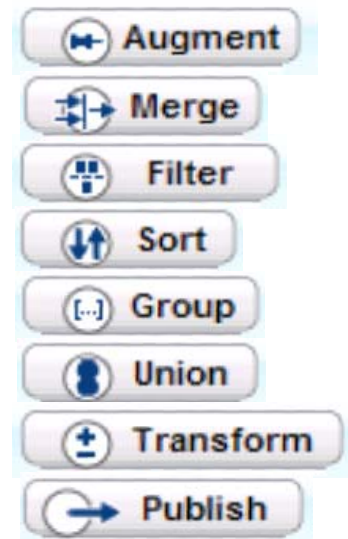 Augment
Merge
Filter
Sort
[...] Group
Union
Transform
Publish